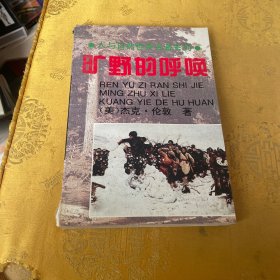 人与自然世界名著系列
旷野的呼唤
REN YU ZI RAN SHI JIE
MING ZHU XI LIE
KUANG YIE DE HU HUAN
(美)杰克·伦敦 著